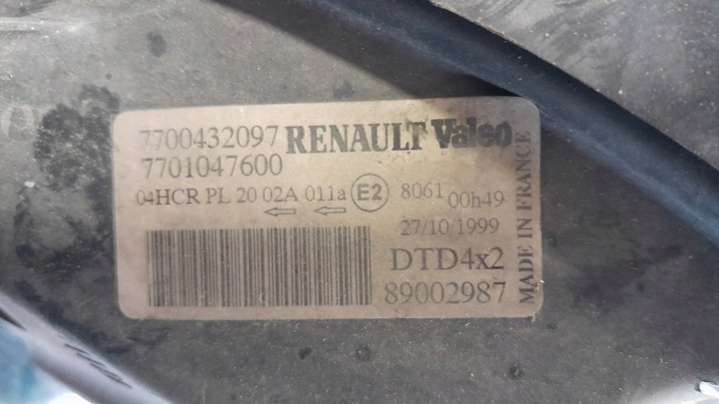 7700432097 RENAULT Valeo
7701047600
04HCR PL 20 02A 011a E2 8061 00h49
27/10/1999
DTD4x2
89002987
MADE IN FRANCE